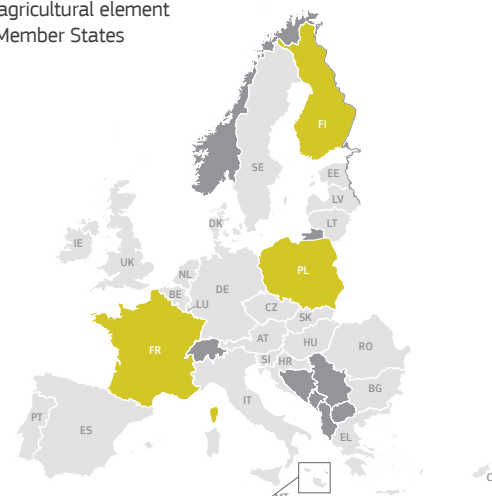 agricultural element
Member States
FI
SE
EE
LV
LT
DK
IE
UK
NL
PL
DE
BE
LU
CZ
SK
FR
AT
HU
RO
SI
HR
BG
IT
PT
ES
EL
MT